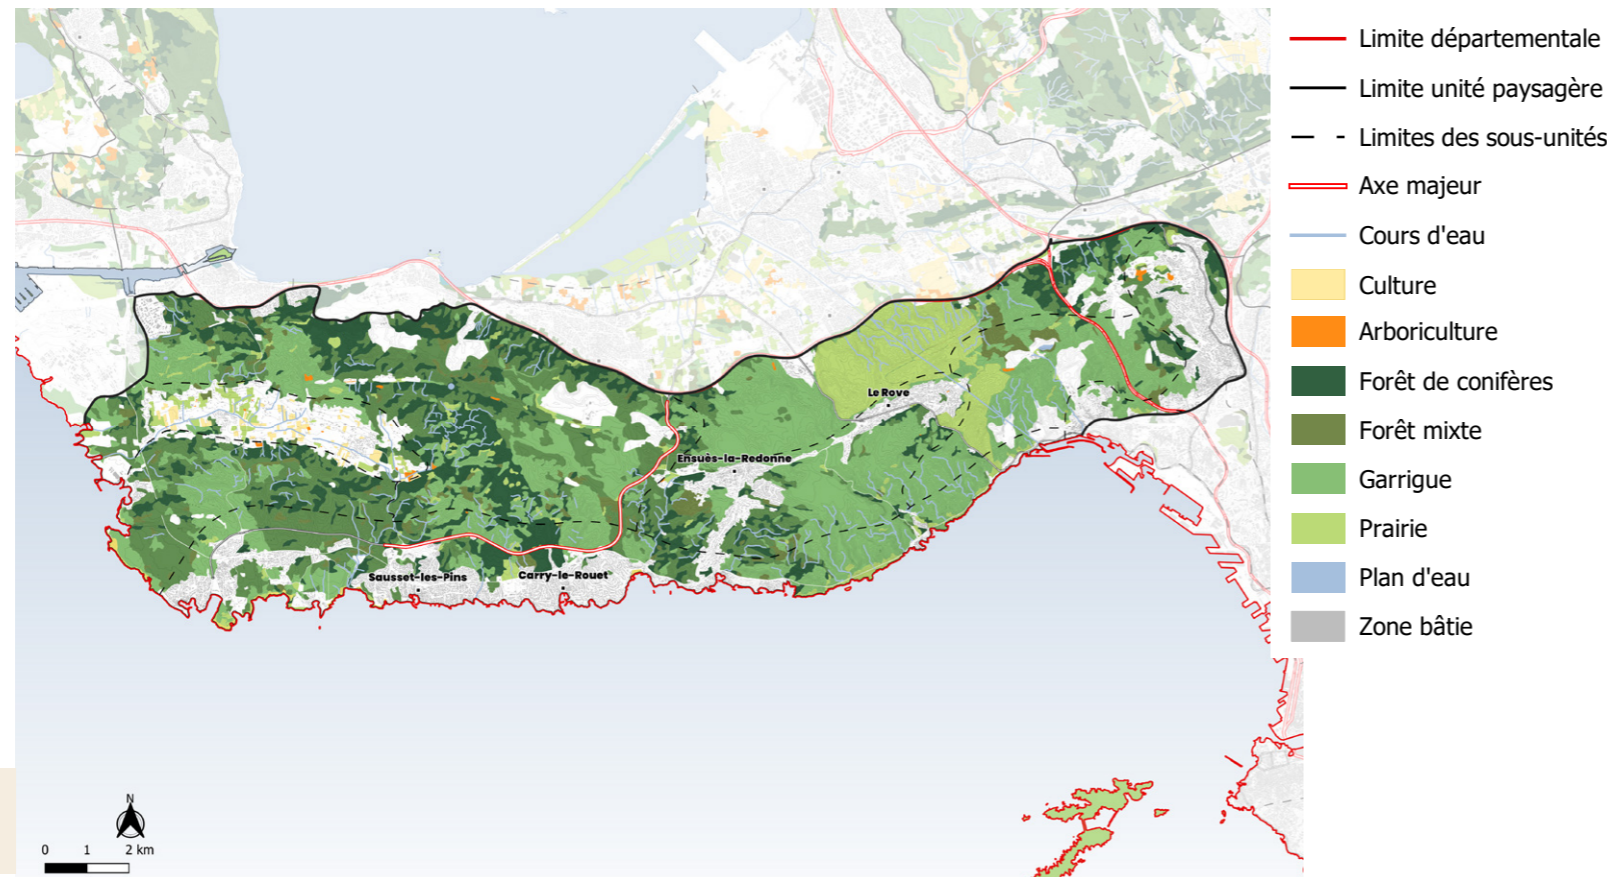 Limite départementale
Limite unité paysagère
Limites des sous-unités
Axe majeur
Cours d'eau
Culture
Arboriculture
Forêt de conifères
Forêt mixte
Garrigue
Prairie
Plan d'eau
Zone bâtie
Le Rove
Ensuès-la-Redonne
Sausset-les-Pins
Carry-le-Rouet
N
0 1 2 km